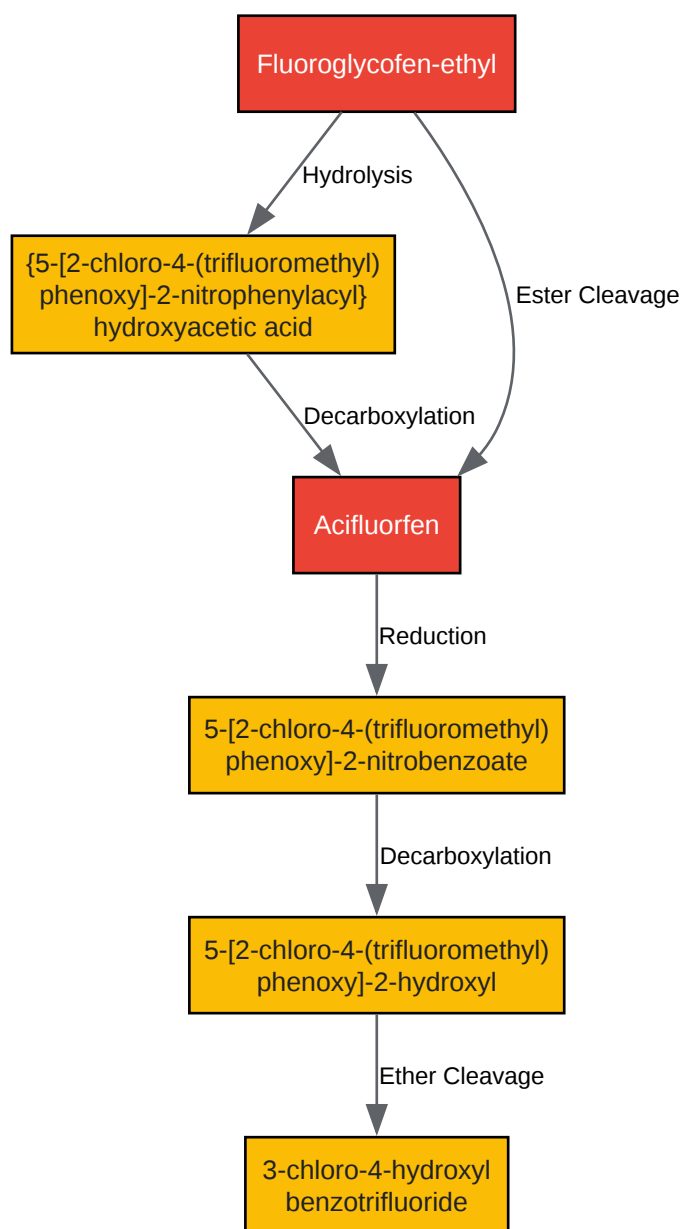 Fluoroglycofen-ethyl
Hydrolysis
{5-[2-chloro-4-(trifluoromethyl)
phenoxy]-2-nitrophenylacyl}
hydroxyacetic acid
Ester Cleavage
Decarboxylation
Acifluorfen
Reduction
5-[2-chloro-4-(trifluoromethyl)
phenoxy]-2-nitrobenzoate
Decarboxylation
5-[2-chloro-4-(trifluoromethyl)
phenoxy]-2-hydroxyl
Ether Cleavage
3-chloro-4-hydroxyl
benzotrifluoride